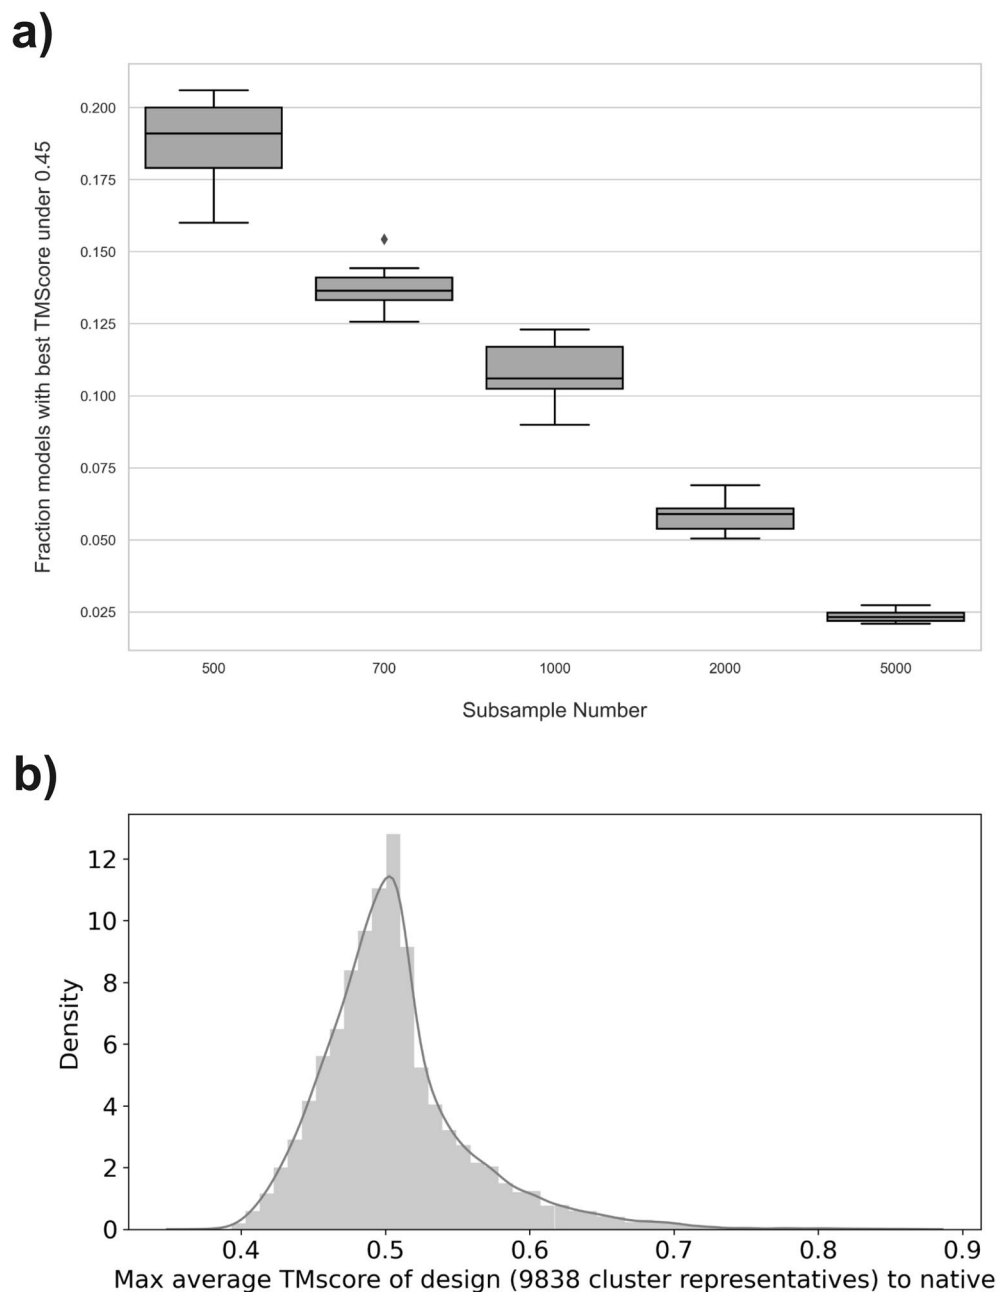 a)
Fraction models with best TMScore under 0.45
0.200
0.175
0.150
0.125
0.100
0.075
0.050
0.025
500 700 1000 2000 5000
Subsample Number
b)
Density
12
10
8
6
4
2
0
0.4 0.5 0.6 0.7 0.8 0.9
Max average TMscore of design (9838 cluster representatives) to native